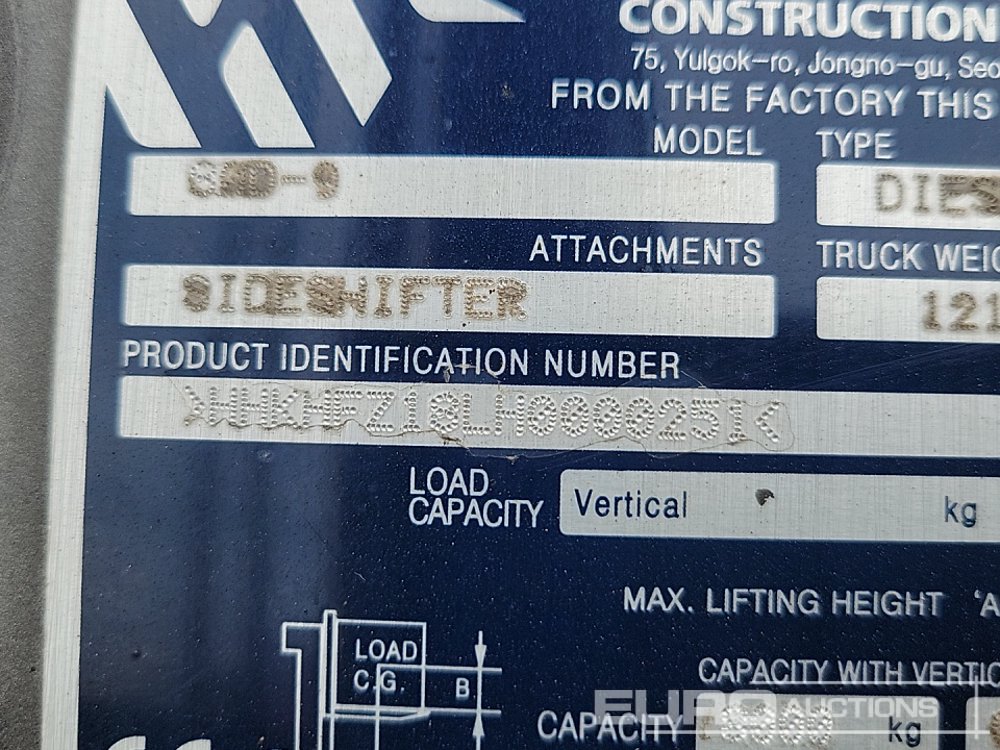 CONSTRUCTION
75, Yulgok-ro, Jongno-gu, Seo
FROM THE FACTORY THIS
MODEL TYPE
80D-9 DIES
ATTACHMENTS TRUCK WEIG
SIDESHIFTER 121
PRODUCT IDENTIFICATION NUMBER
>HHKHFZ10LH0000251<
LOAD CAPACITY Vertical kg
MAX. LIFTING HEIGHT 'A
LOAD
C.G.
B
CAPACITY WITH VERTIC
CAPACITY kg
EURO
AUCTIONS